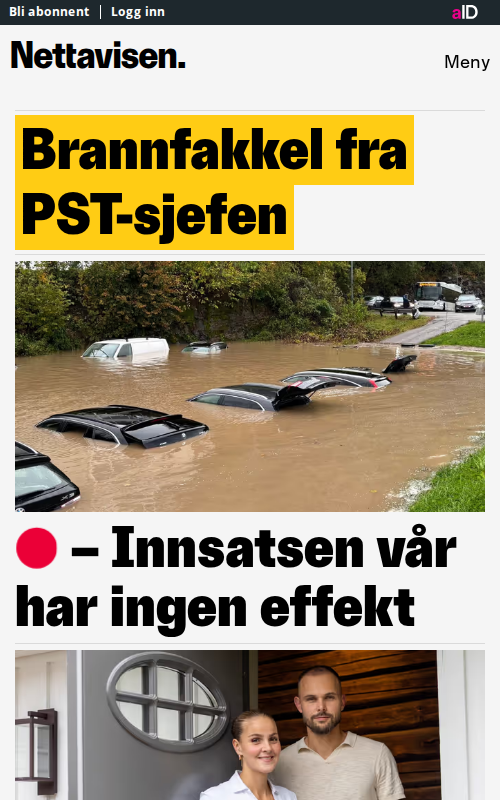 Bli abonnent | Logg inn
aID
Nettavisen.
Meny
Brannfakkel fra
PST-sjefen
– Innsatsen vår
har ingen effekt